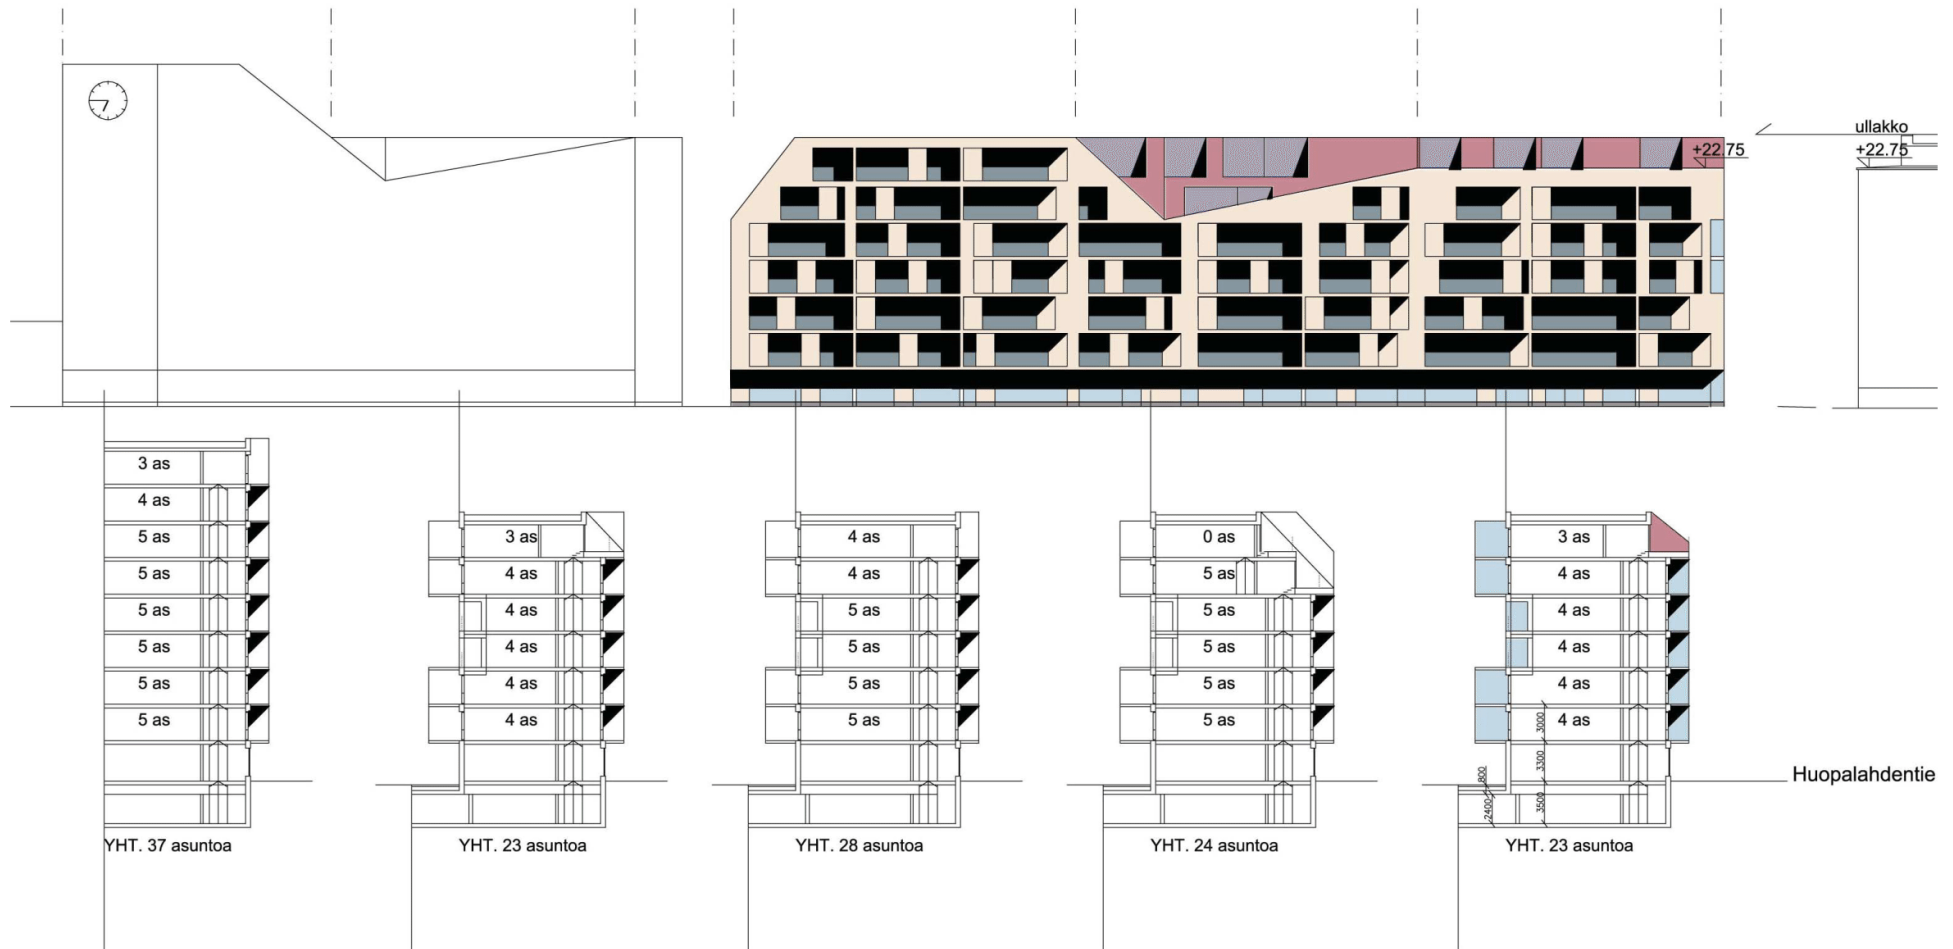 ullakko
+22.75
+22.75
3 as
4 as
5 as
5 as
5 as
5 as
5 as
5 as
YHT. 37 asuntoa
3 as
4 as
4 as
4 as
4 as
4 as
YHT. 23 asuntoa
4 as
4 as
5 as
5 as
5 as
5 as
YHT. 28 asuntoa
0 as
5 as
5 as
5 as
5 as
5 as
YHT. 24 asuntoa
3 as
4 as
4 as
4 as
4 as
4 as
3000
3300
800
2400
3500
YHT. 23 asuntoa
Huopalahdentie